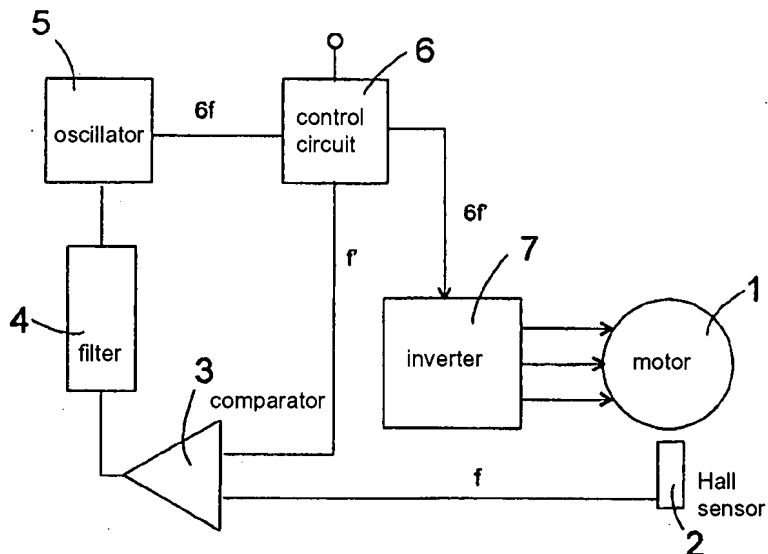 5
6
oscillator
6f
control
circuit
6f'
f'
7
1
4
filter
inverter
motor
3
comparator
f
Hall
sensor
2